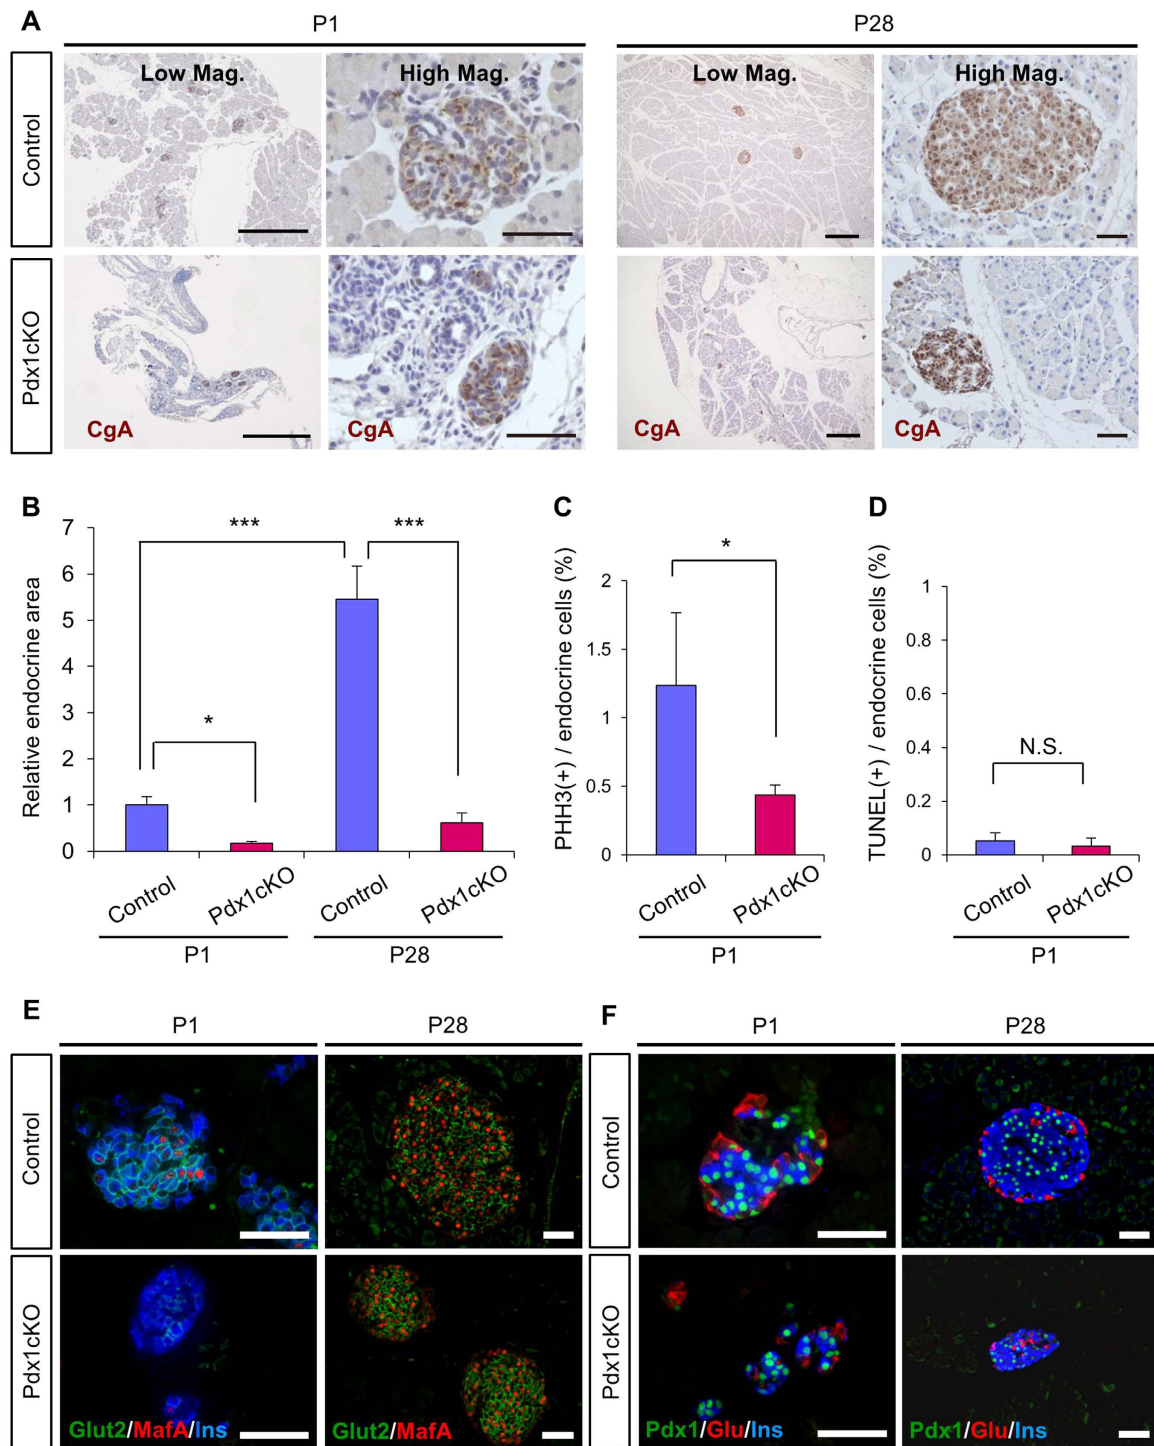 A
P1
P28
Control
Low Mag.
High Mag.
Low Mag.
High Mag.
Pdx1cKO
CgA
CgA
CgA
CgA
B
Relative endocrine area
7
6
5
4
3
2
1
0
***
***
*
Control
Pdx1cKO
Control
Pdx1cKO
P1
P28
C
PHH3(+) / endocrine cells (%)
2
1.5
1
0.5
0
*
Control
Pdx1cKO
P1
D
TUNEL(+) / endocrine cells (%)
1
0.8
0.6
0.4
0.2
0
N.S.
Control
Pdx1cKO
P1
E
P1
P28
Control
Pdx1cKO
Glut2/MafA/Ins
Glut2/MafA
F
P1
P28
Control
Pdx1cKO
Pdx1/Glu/Ins
Pdx1/Glu/Ins